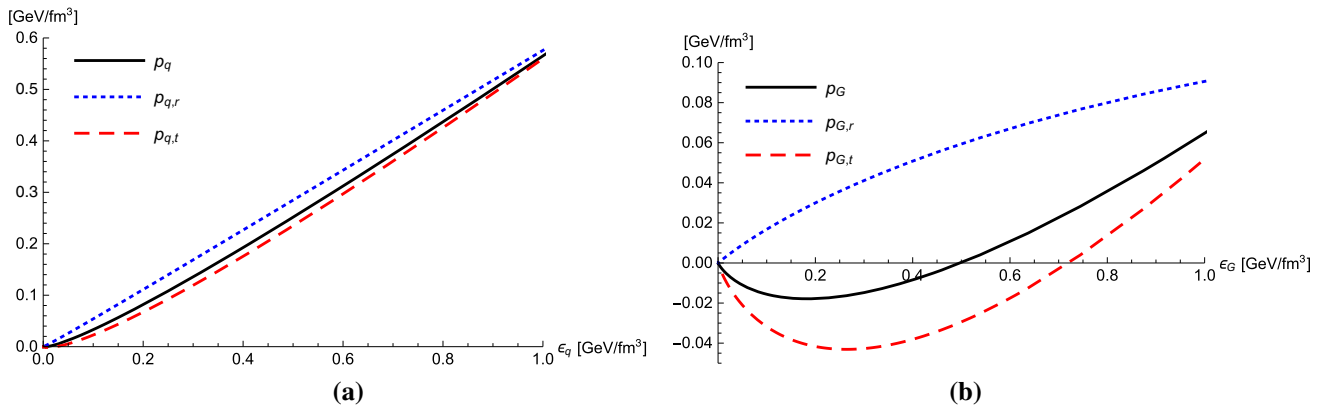 [GeV/fm³]
0.6
0.5
0.4
0.3
0.2
0.1
0.0
p_q
p_q,r
p_q,t
0.0 0.2 0.4 0.6 0.8 1.0
ϵ_q [GeV/fm³]
(a)
[GeV/fm³]
0.10
0.08
0.06
0.04
0.02
0.00
-0.02
-0.04
p_G
p_G,r
p_G,t
0.2 0.4 0.6 0.8 1.0
ϵ_G [GeV/fm³]
(b)